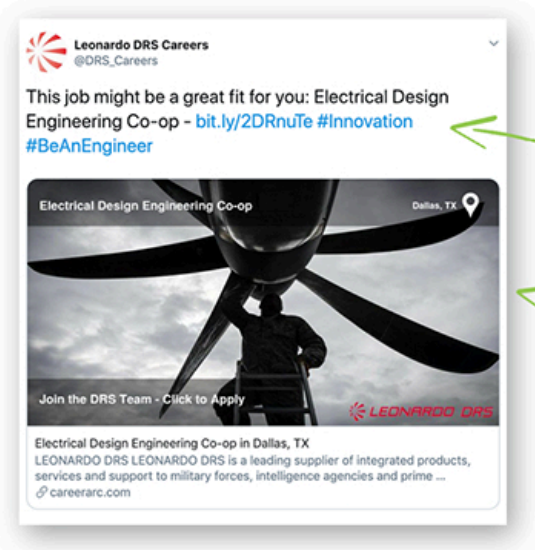 Leonardo DRS Careers
@DRS_Careers
This job might be a great fit for you: Electrical Design
Engineering Co-op - bit.ly/2DRnuTe #Innovation
#BeAnEngineer
Electrical Design Engineering Co-op
Dallas, TX
Join the DRS Team - Click to Apply
LEONARDO DRS
Electrical Design Engineering Co-op in Dallas, TX
LEONARDO DRS LEONARDO DRS is a leading supplier of integrated products,
services and support to military forces, intelligence agencies and prime ...
careerarc.com